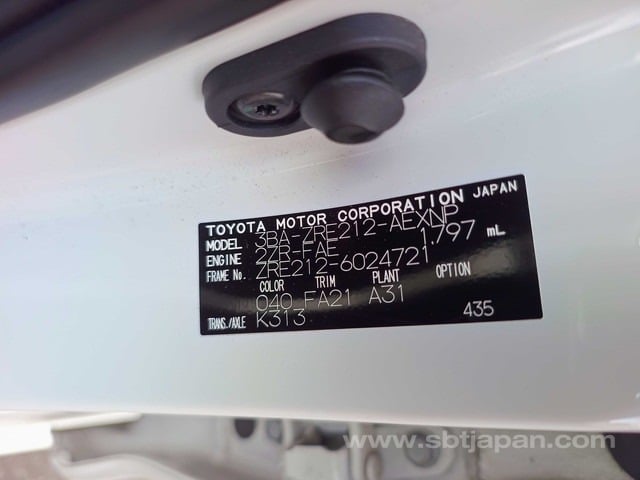 TOYOTA MOTOR CORPORATION JAPAN
MODEL 3BA-ZRE212-AEXNP
ENGINE 2ZR-FAE 1,797 mL
FRAME No. ZRE212-6024721
COLOR TRIM PLANT OPTION
040 FA21 A31
TRANS./AXLE K313 435
www.sbtjapan.com